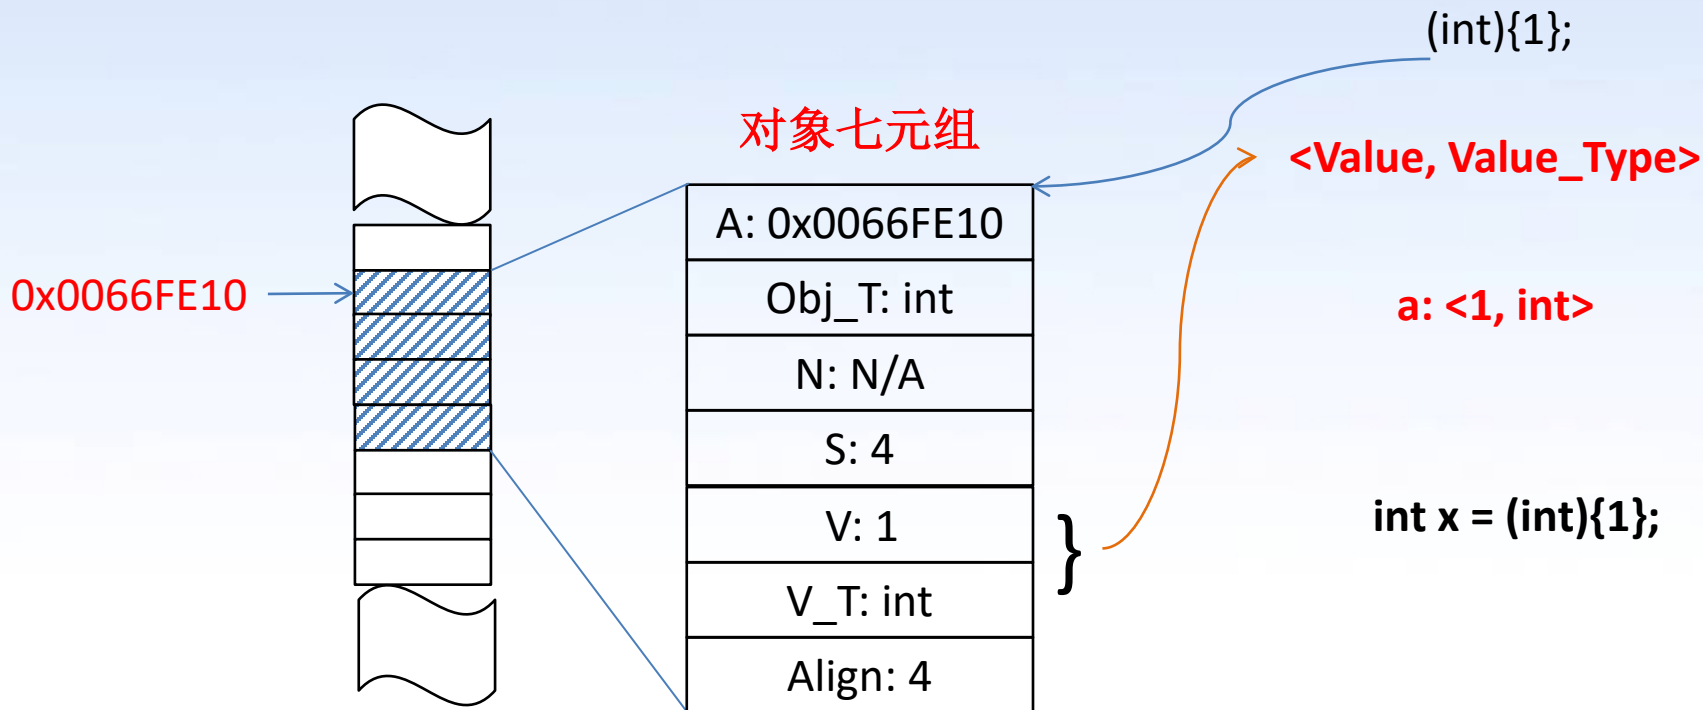 (int){1};
对象七元组
<Value, Value_Type>
0x0066FE10
A: 0x0066FE10
Obj_T: int
N: N/A
S: 4
V: 1
V_T: int
Align: 4
}
a: <1, int>
int x = (int){1};